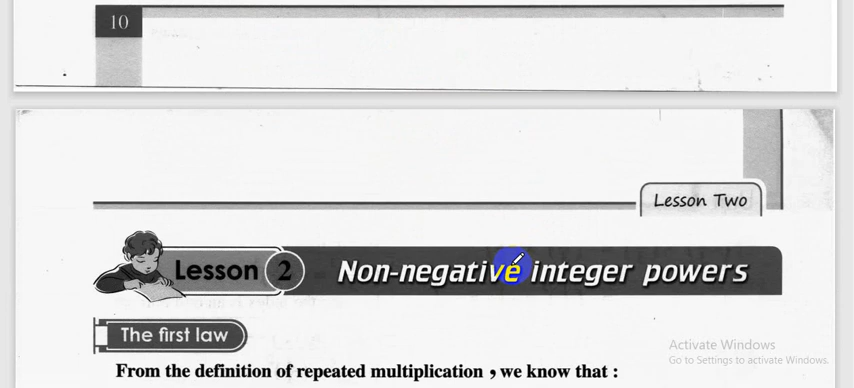 10
Lesson Two
Lesson 2 Non-negative integer powers
The first law
From the definition of repeated multiplication , we know that :
Activate Windows
Go to Settings to activate Windows.